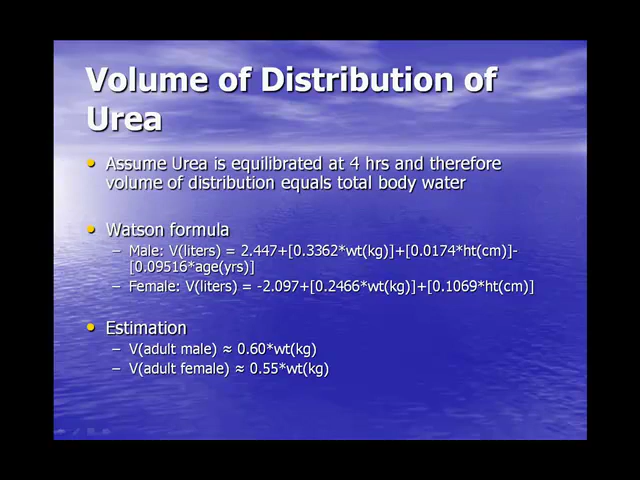 Volume of Distribution of
Urea
• Assume Urea is equilibrated at 4 hrs and therefore
volume of distribution equals total body water
• Watson formula
– Male: V(liters) = 2.447+[0.3362*wt(kg)]+[0.0174*ht(cm)]-
[0.09516*age(yrs)]
– Female: V(liters) = -2.097+[0.2466*wt(kg)]+[0.1069*ht(cm)]
• Estimation
– V(adult male) ≈ 0.60*wt(kg)
– V(adult female) ≈ 0.55*wt(kg)